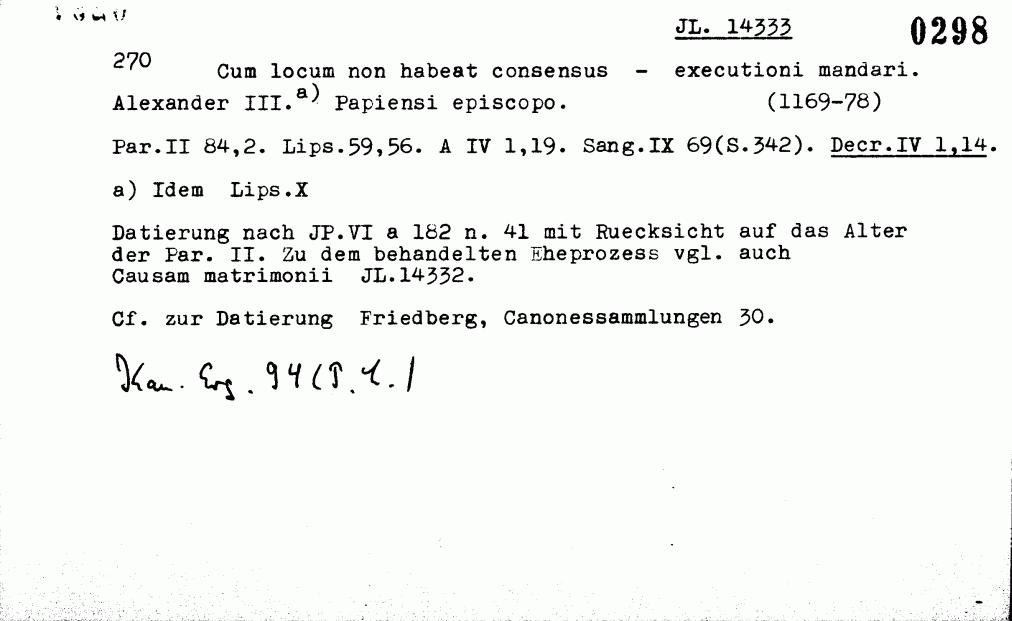 JL. 14333 0298
270 Cum locum non habeat consensus – executioni mandari.
Alexander III.a) Papiensi episcopo. (1169-78)
Par.II 84,2. Lips.59,56. A IV 1,19. Sang.IX 69(S.342). Decr.IV 1,14.
a) Idem Lips.X
Datierung nach JP.VI a 182 n. 41 mit Ruecksicht auf das Alter
der Par. II. Zu dem behandelten Eheprozess vgl. auch
Causam matrimonii JL.14332.
Cf. zur Datierung Friedberg, Canonessammlungen 30.
Kan. Erg. 94